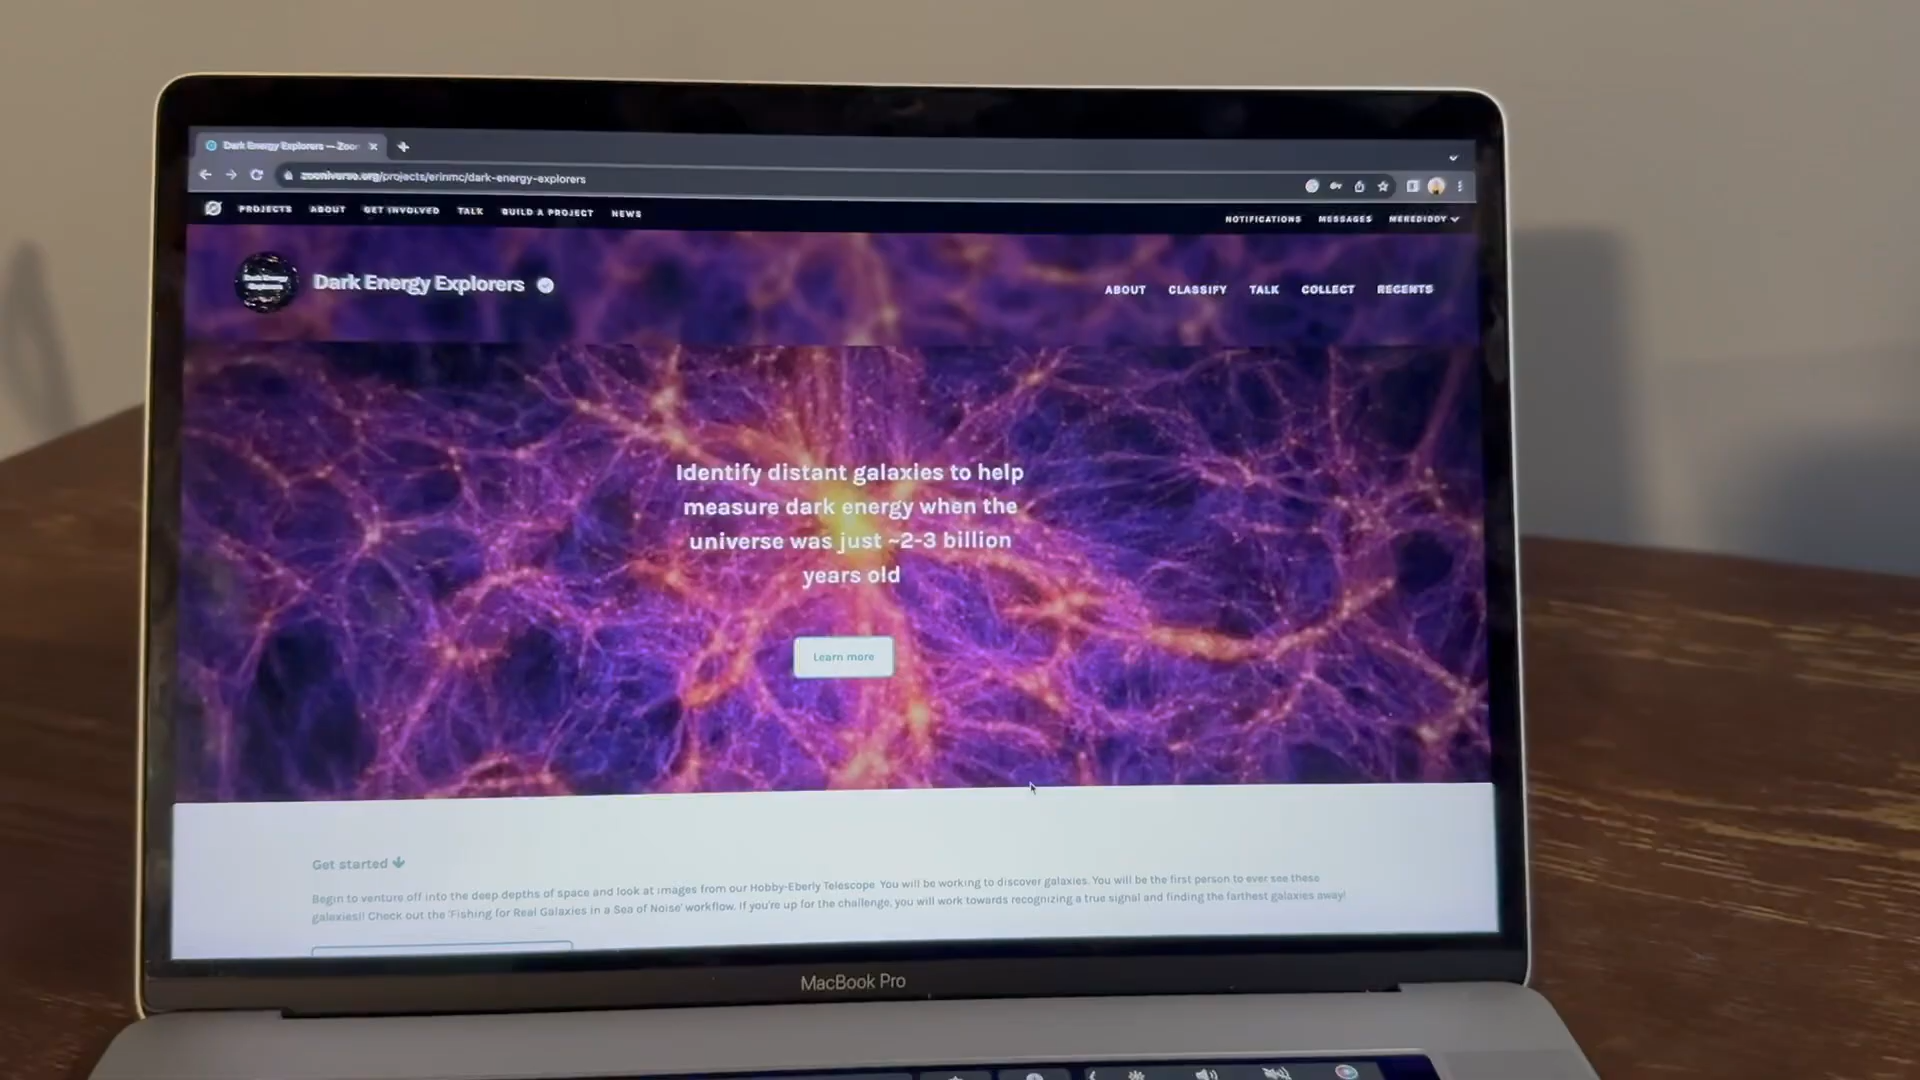 Dark Energy Explorers — Zoon
zooniverse.org/projects/erinmc/dark-energy-explorers
PROJECTS ABOUT GET INVOLVED TALK BUILD A PROJECT NEWS
NOTIFICATIONS MESSAGES MEREDIDDY
Dark Energy Explorers
Dark Energy Explorers
ABOUT CLASSIFY TALK COLLECT RECENTS
Identify distant galaxies to help
measure dark energy when the
universe was just ~2-3 billion
years old
Learn more
Get started
Begin to venture off into the deep depths of space and look at images from our Hobby-Eberly Telescope. You will be working to discover galaxies. You will be the first person to ever see these
galaxies!! Check out the 'Fishing for Real Galaxies in a Sea of Noise' workflow. If you're up for the challenge, you will work towards recognizing a true signal and finding the farthest galaxies away!
MacBook Pro